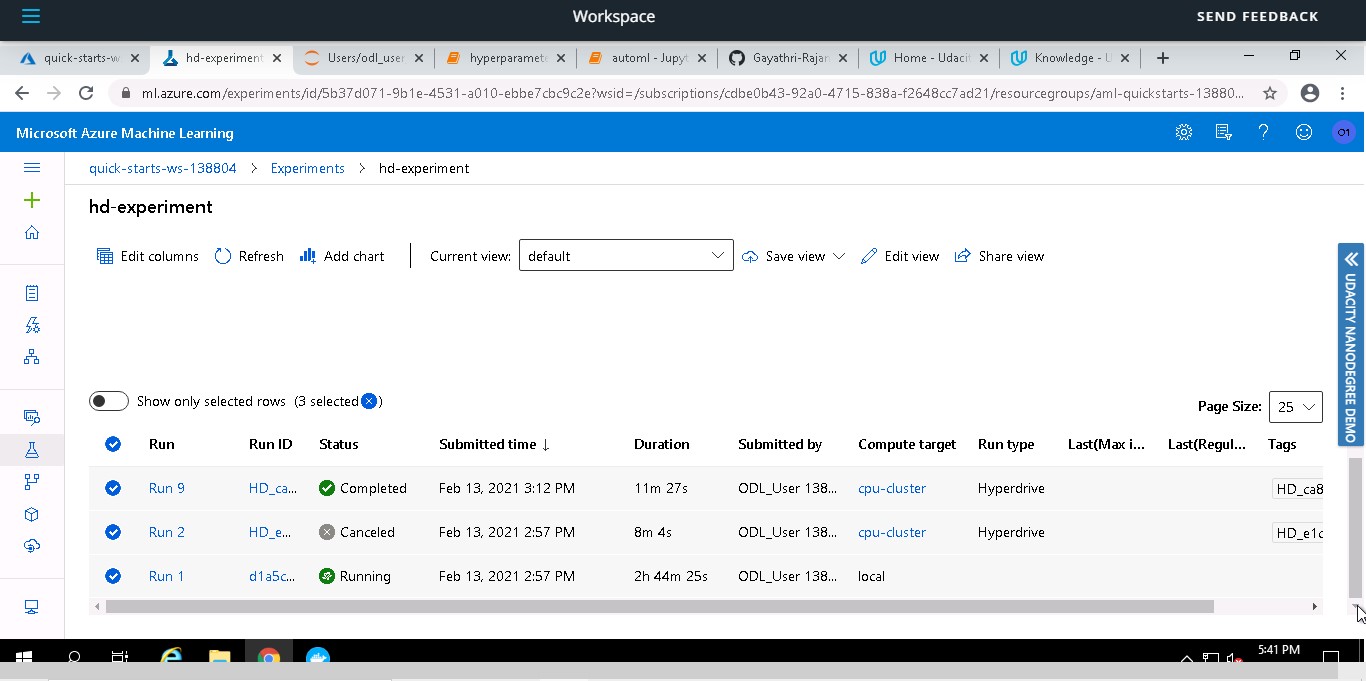 Workspace
SEND FEEDBACK
quick-starts-w
hd-experiment
Users/odl_user
hyperparamete
automl - Jupyt
Gayathri-Rajan
Home - Udacit
Knowledge - U
ml.azure.com/experiments/id/5b37d071-9b1e-4531-a010-ebbe7cbc9c2e?wsid=/subscriptions/cdbe0b43-92a0-4715-838a-f2648cc7ad21/resourcegroups/aml-quickstarts-13880...
Microsoft Azure Machine Learning
O1
quick-starts-ws-138804 > Experiments > hd-experiment
hd-experiment
Edit columns Refresh Add chart Current view: default Save view Edit view Share view
UDACITY NANODEGREE DEMO
Show only selected rows (3 selected )
Page Size: 25
Run Run ID Status Submitted time ↓ Duration Submitted by Compute target Run type Last(Max i... Last(Regul... Tags
Run 9 HD_ca... Completed Feb 13, 2021 3:12 PM 11m 27s ODL_User 138... cpu-cluster Hyperdrive HD_ca8
Run 2 HD_e... Canceled Feb 13, 2021 2:57 PM 8m 4s ODL_User 138... cpu-cluster Hyperdrive HD_e1c
Run 1 d1a5c... Running Feb 13, 2021 2:57 PM 2h 44m 25s ODL_User 138... local
5:41 PM